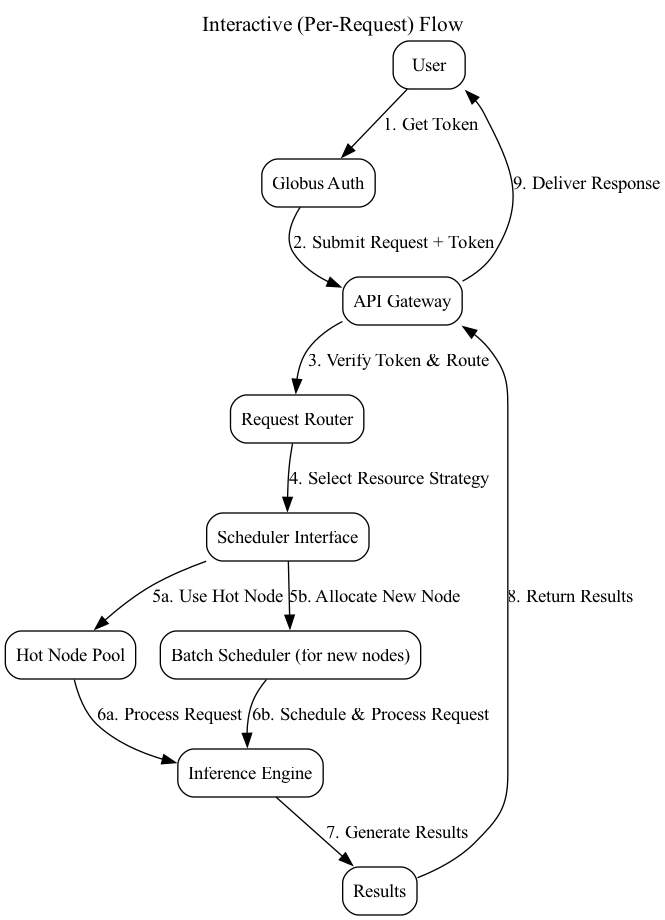 Interactive (Per-Request) Flow
User
1. Get Token
Globus Auth
9. Deliver Response
2. Submit Request + Token
API Gateway
3. Verify Token & Route
Request Router
4. Select Resource Strategy
Scheduler Interface
5a. Use Hot Node
5b. Allocate New Node
8. Return Results
Hot Node Pool
Batch Scheduler (for new nodes)
6a. Process Request
6b. Schedule & Process Request
Inference Engine
7. Generate Results
Results